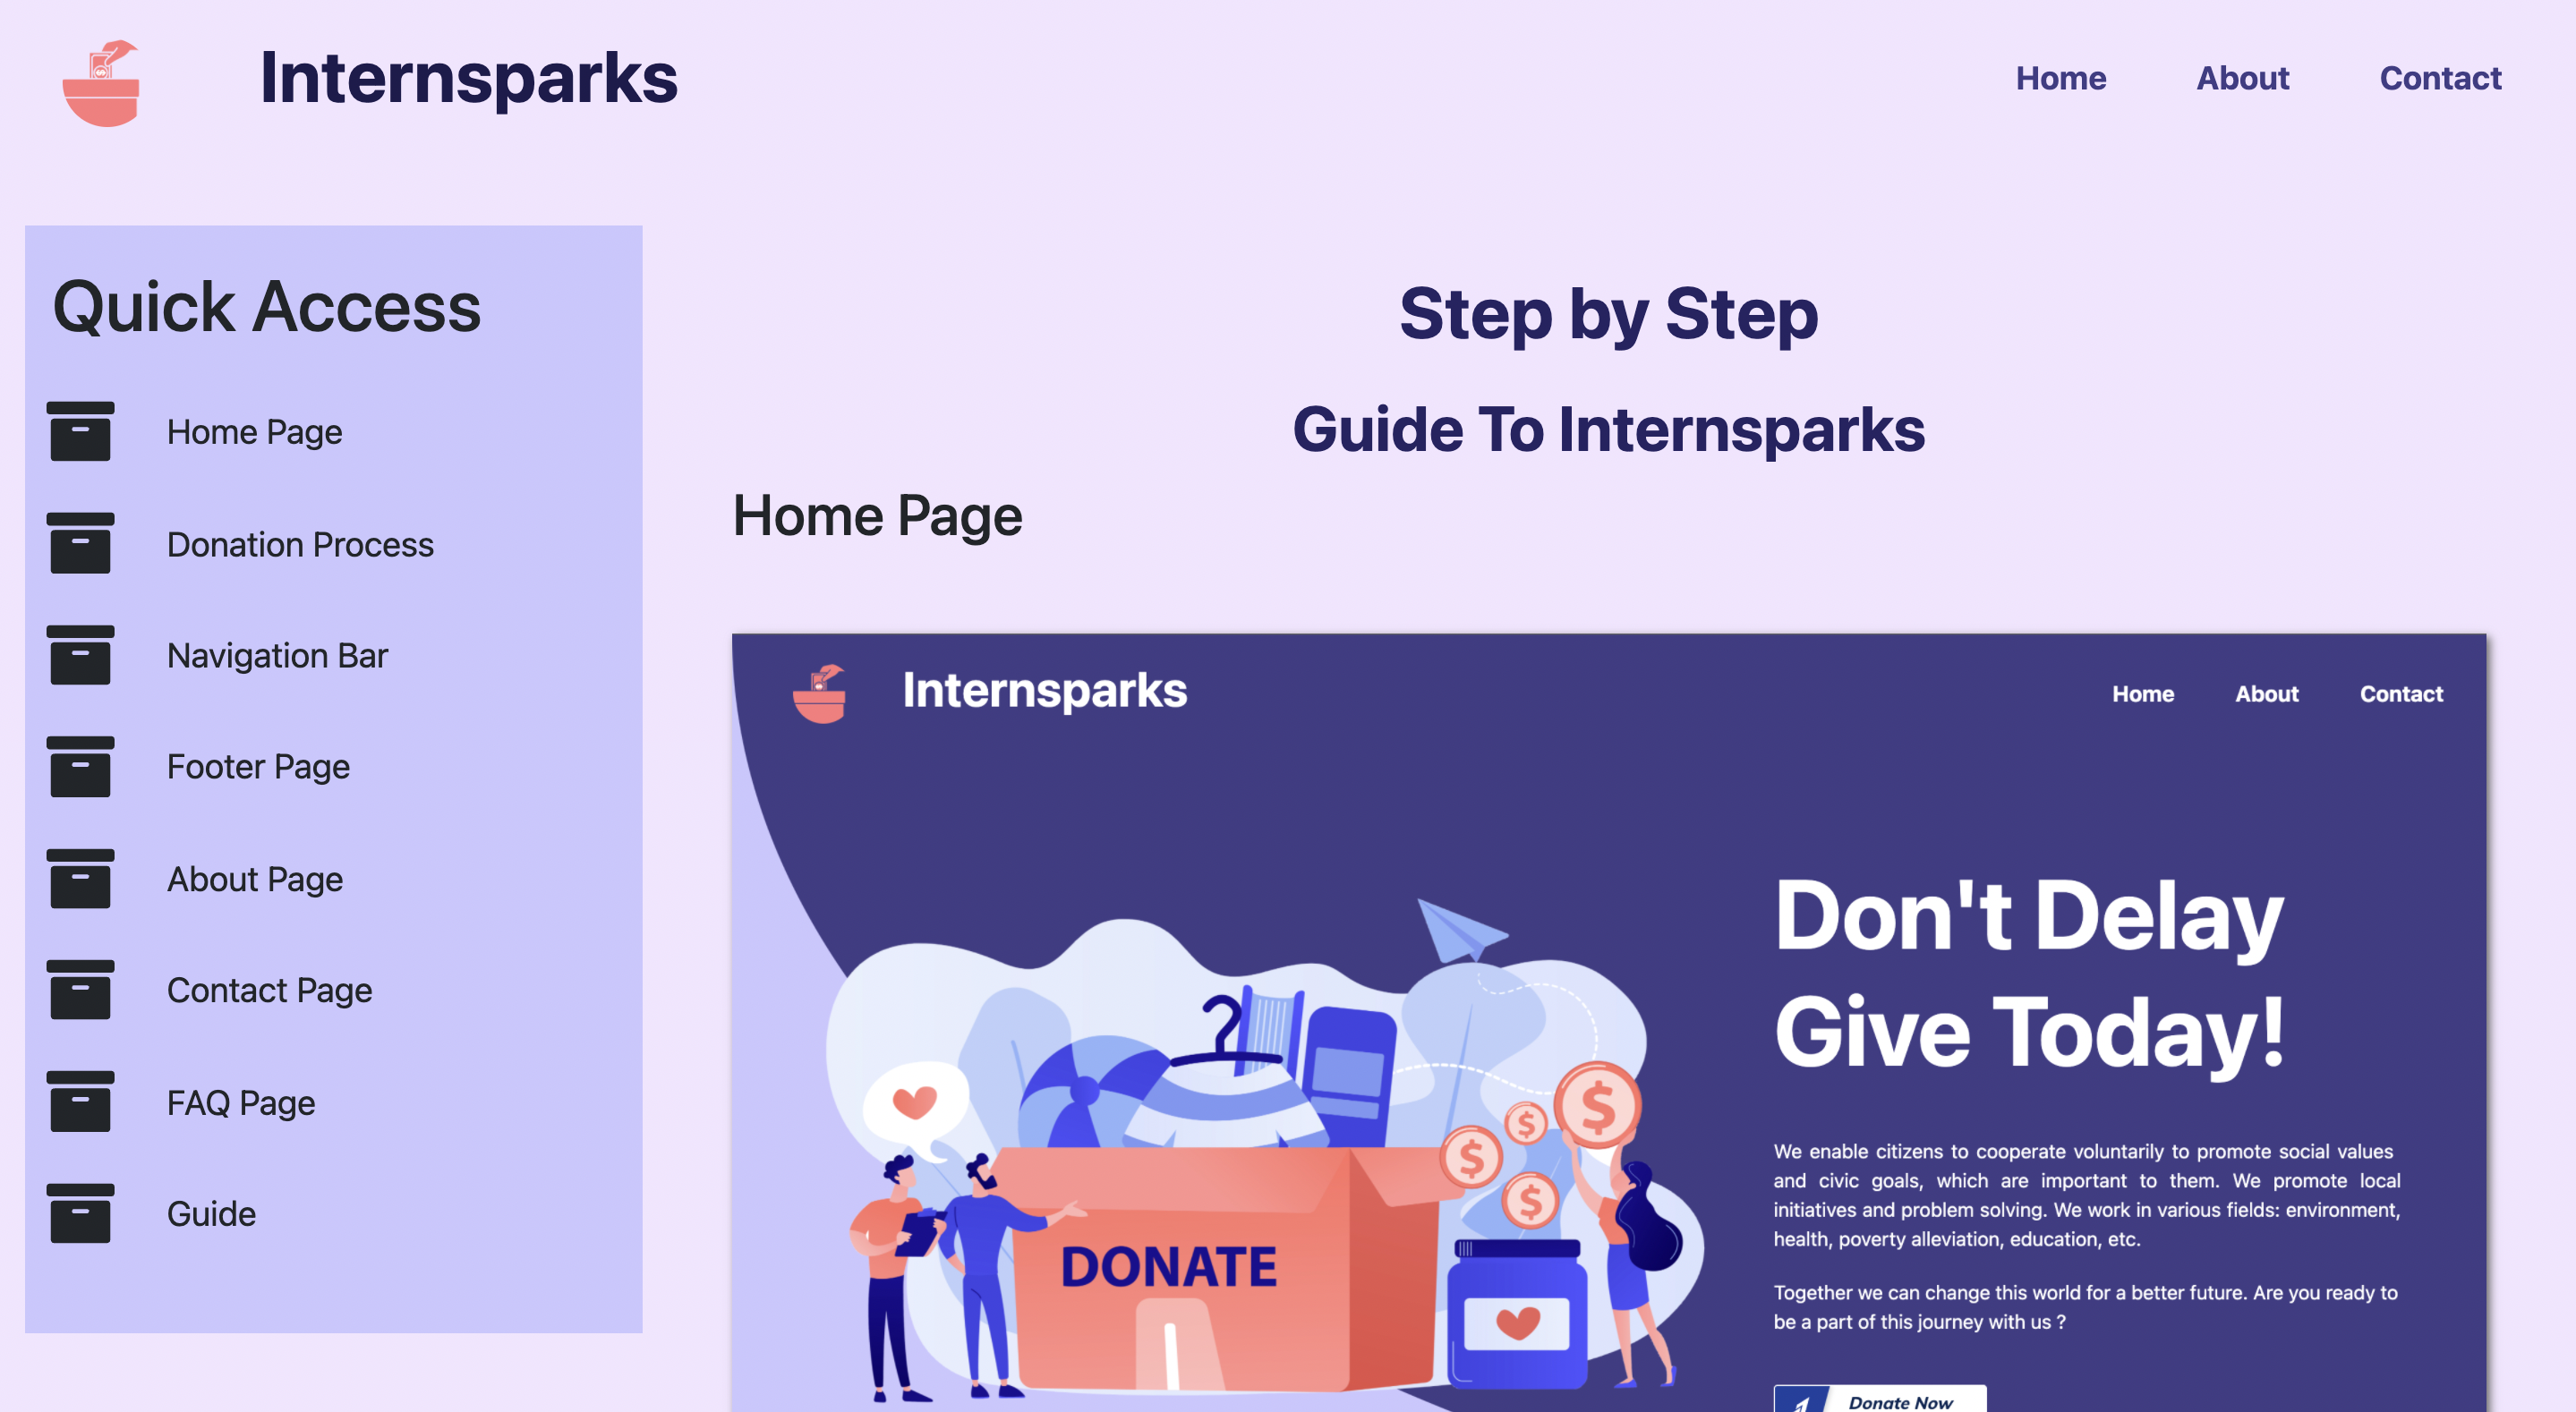 Internsparks
Home
About
Contact
Quick Access
Home Page
Donation Process
Navigation Bar
Footer Page
About Page
Contact Page
FAQ Page
Guide
Step by Step
Guide To Internsparks
Home Page
Internsparks
Home
About
Contact
Don't Delay
Give Today!
We enable citizens to cooperate voluntarily to promote social values
and civic goals, which are important to them. We promote local
initiatives and problem solving. We work in various fields: environment,
health, poverty alleviation, education, etc.
Together we can change this world for a better future. Are you ready to
be a part of this journey with us ?
Donate Now
DONATE
$
$
$
$